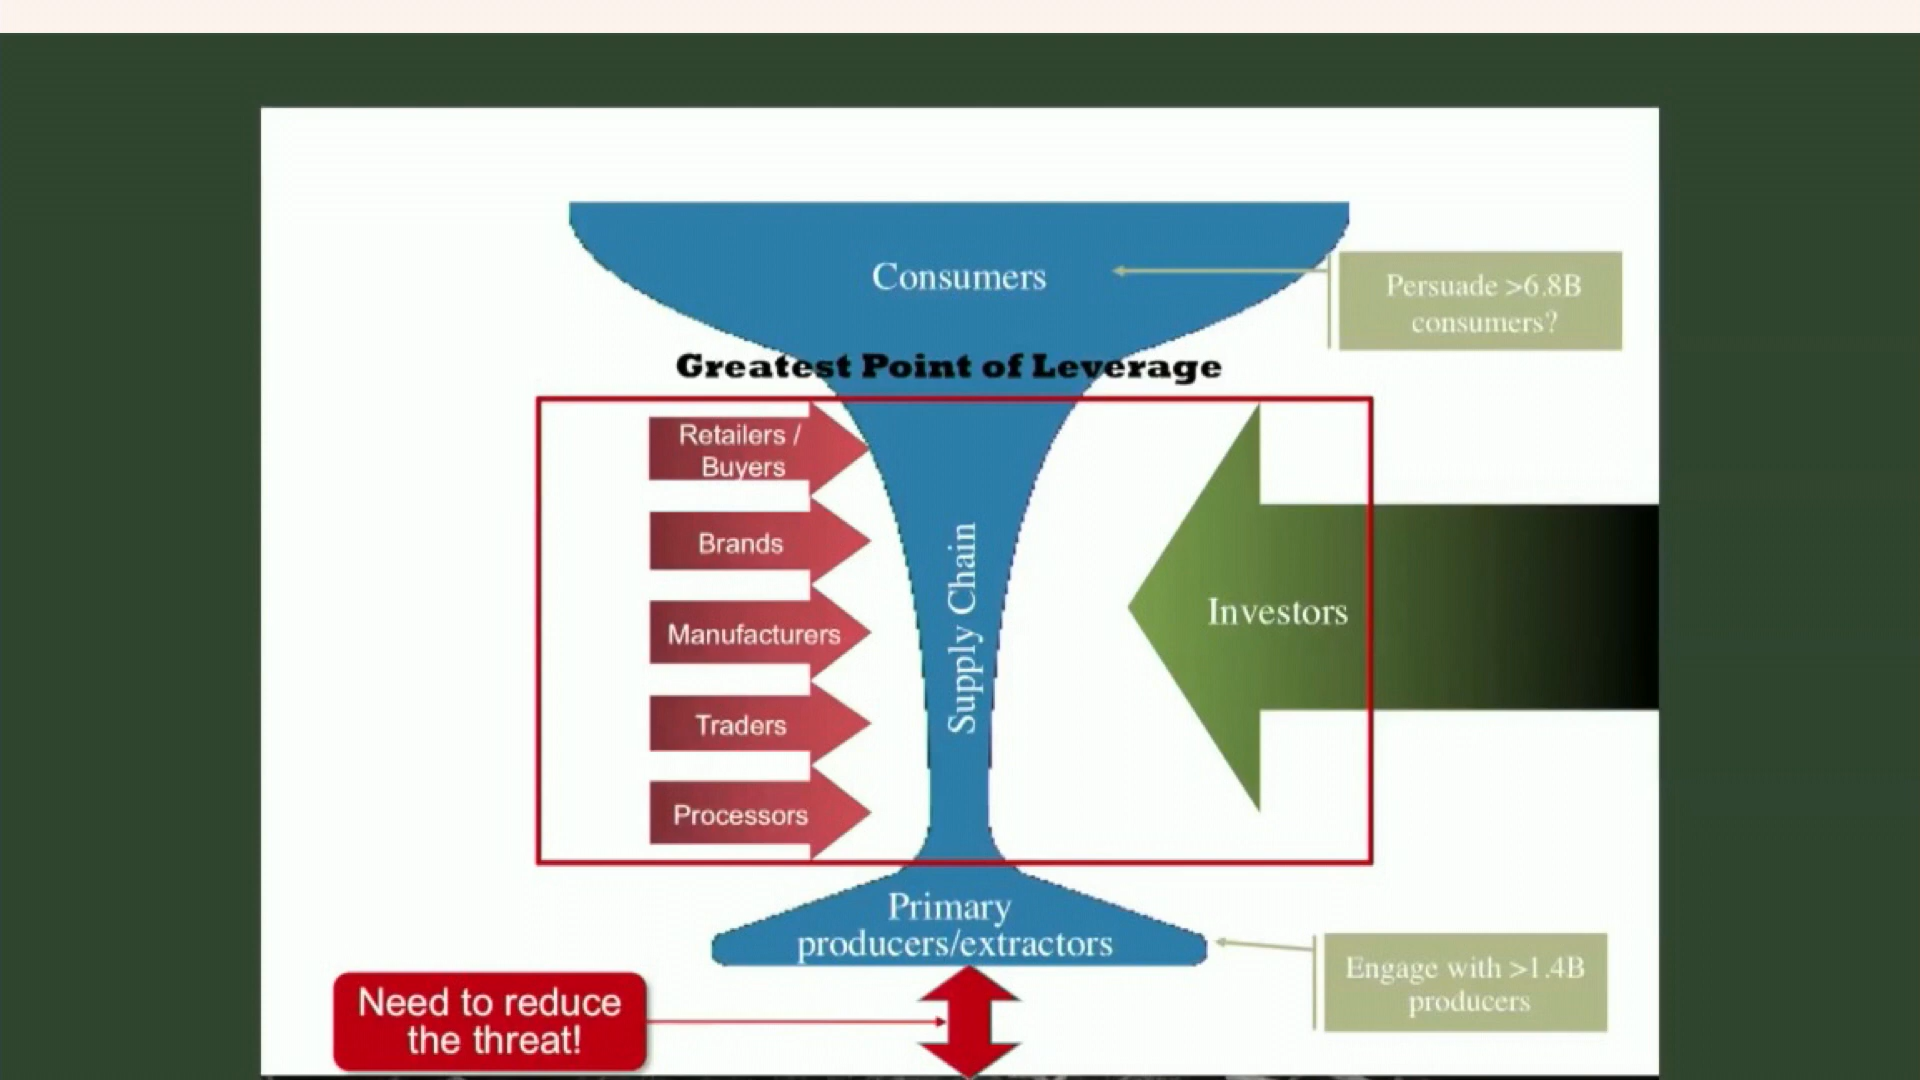 Consumers
Persuade >6.8B
consumers?
Greatest Point of Leverage
Retailers /
Buyers
Brands
Manufacturers
Traders
Processors
Supply Chain
Investors
Primary
producers/extractors
Engage with >1.4B
producers
Need to reduce
the threat!